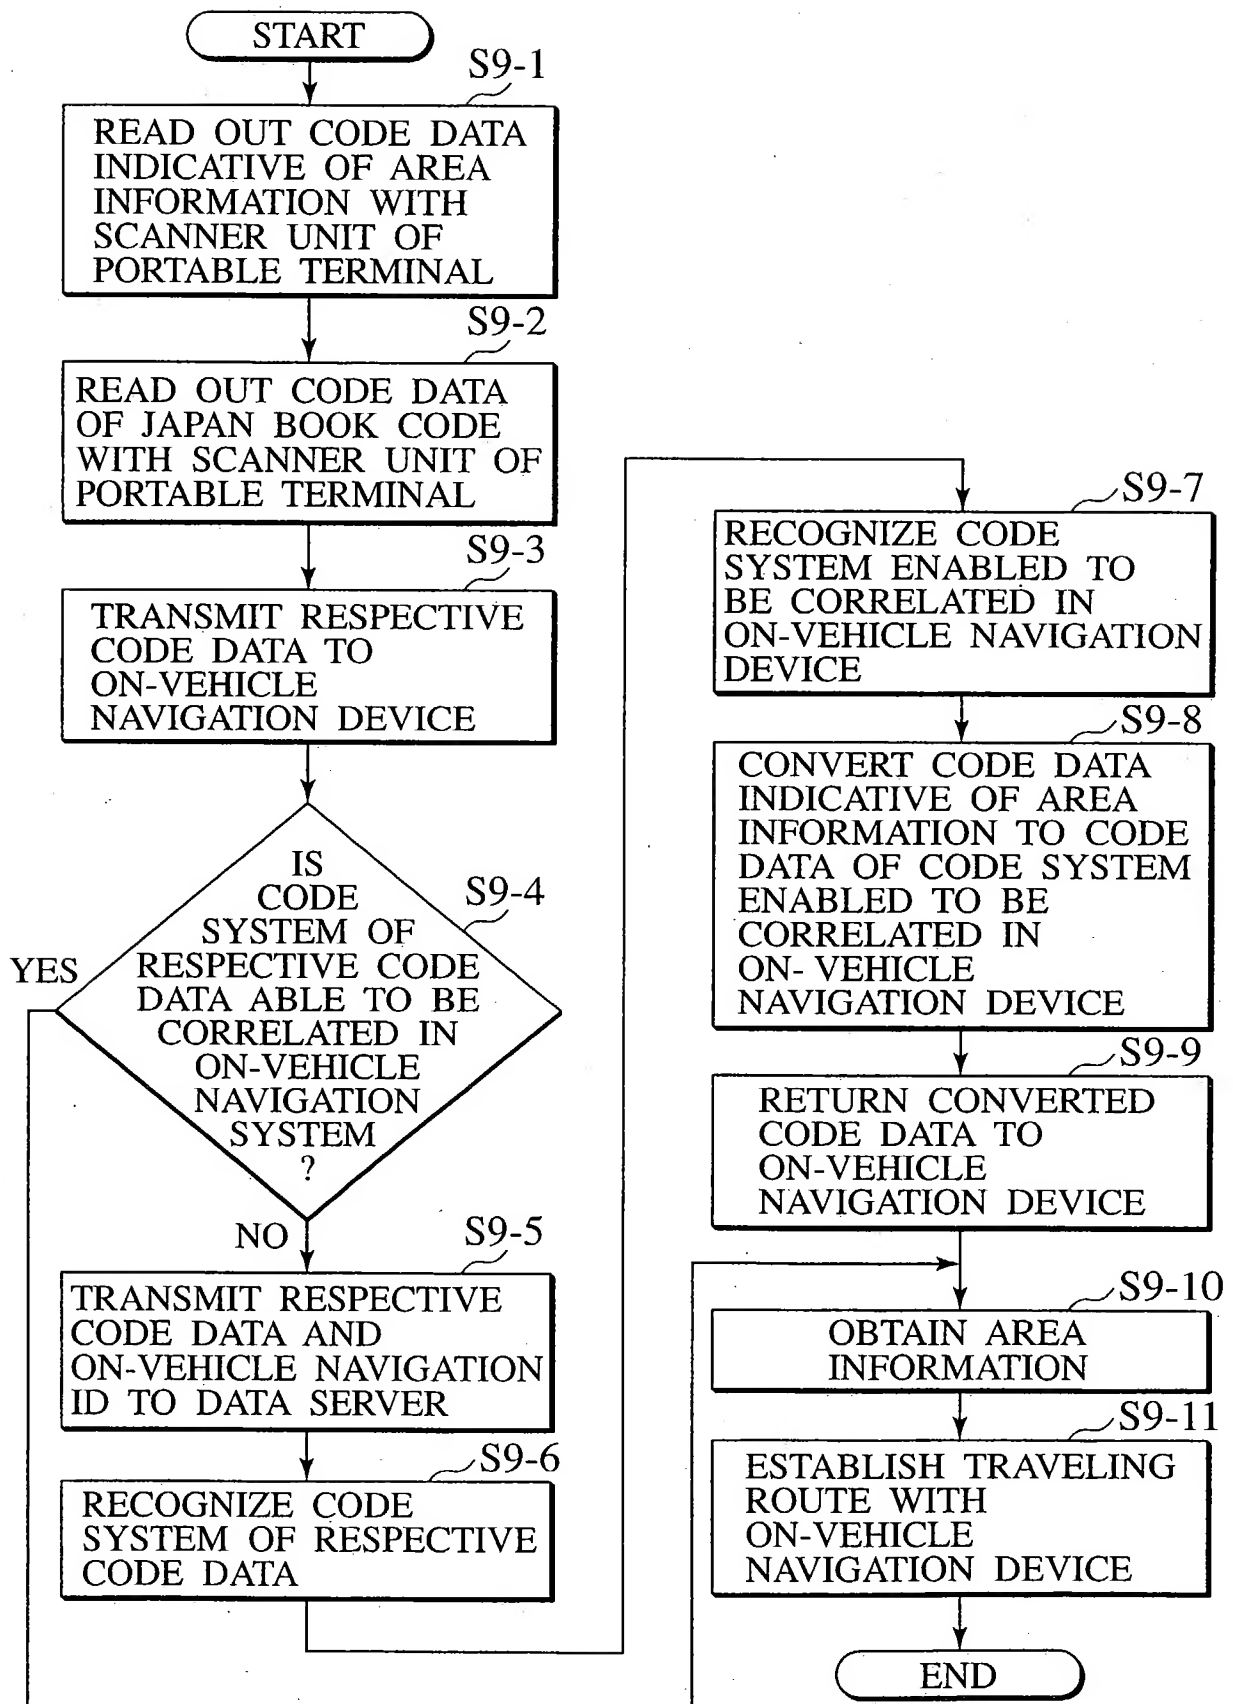 START
S9-1
READ OUT CODE DATA
INDICATIVE OF AREA
INFORMATION WITH
SCANNER UNIT OF
PORTABLE TERMINAL
S9-2
READ OUT CODE DATA
OF JAPAN BOOK CODE
WITH SCANNER UNIT OF
PORTABLE TERMINAL
S9-3
TRANSMIT RESPECTIVE
CODE DATA TO
ON-VEHICLE
NAVIGATION DEVICE
S9-4
IS
CODE
SYSTEM OF
RESPECTIVE CODE
DATA ABLE TO BE
CORRELATED IN
ON-VEHICLE
NAVIGATION
SYSTEM
?
YES
NO
S9-5
TRANSMIT RESPECTIVE
CODE DATA AND
ON-VEHICLE NAVIGATION
ID TO DATA SERVER
S9-6
RECOGNIZE CODE
SYSTEM OF RESPECTIVE
CODE DATA
S9-7
RECOGNIZE CODE
SYSTEM ENABLED TO
BE CORRELATED IN
ON-VEHICLE NAVIGATION
DEVICE
S9-8
CONVERT CODE DATA
INDICATIVE OF AREA
INFORMATION TO CODE
DATA OF CODE SYSTEM
ENABLED TO BE
CORRELATED IN
ON- VEHICLE
NAVIGATION DEVICE
S9-9
RETURN CONVERTED
CODE DATA TO
ON-VEHICLE
NAVIGATION DEVICE
S9-10
OBTAIN AREA
INFORMATION
S9-11
ESTABLISH TRAVELING
ROUTE WITH
ON-VEHICLE
NAVIGATION DEVICE
END